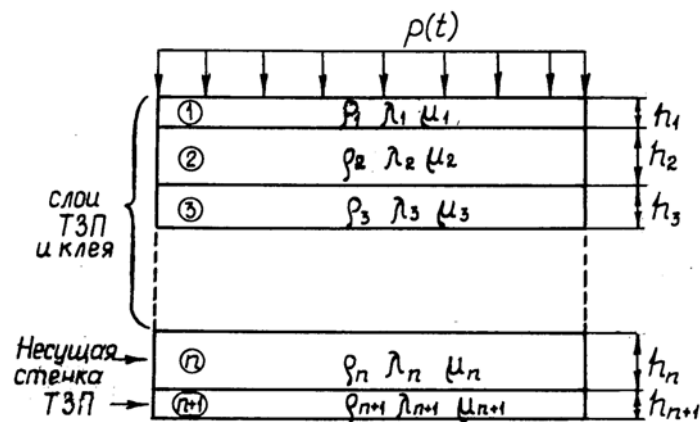 p(t)
① ρ₁ λ₁ μ₁ h₁
② ρ₂ λ₂ μ₂ h₂
③ ρ₃ λ₃ μ₃ h₃
слои
ТЗП
и клея
Несущая
стенка
ⓝ ρₙ λₙ μₙ hₙ
ТЗП
(n+1) ρₙ₊₁ λₙ₊₁ μₙ₊₁ hₙ₊₁